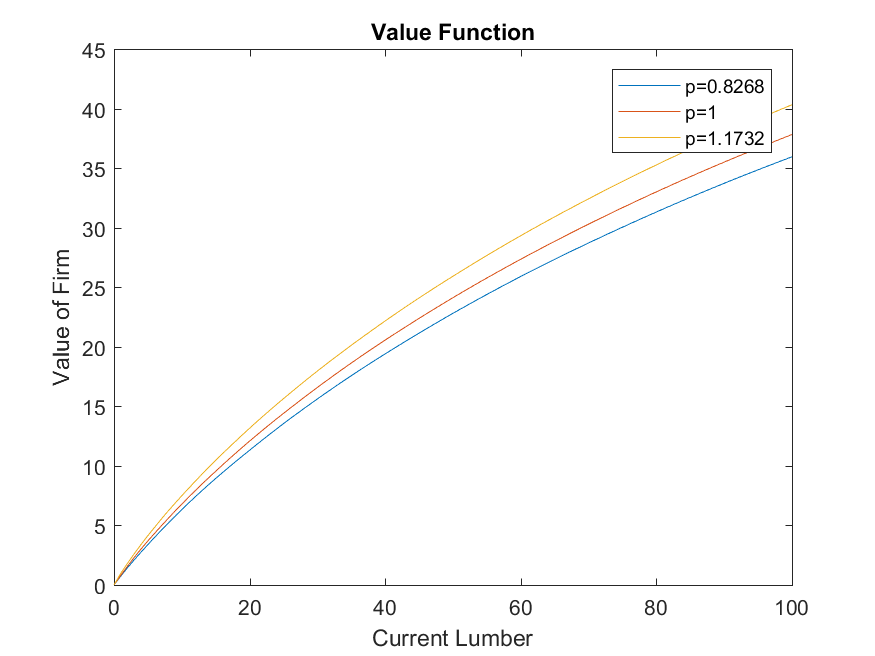 Value Function
45
40
35
30
25
20
15
10
5
0
Value of Firm
p=0.8268
p=1
p=1.1732
0 20 40 60 80 100
Current Lumber